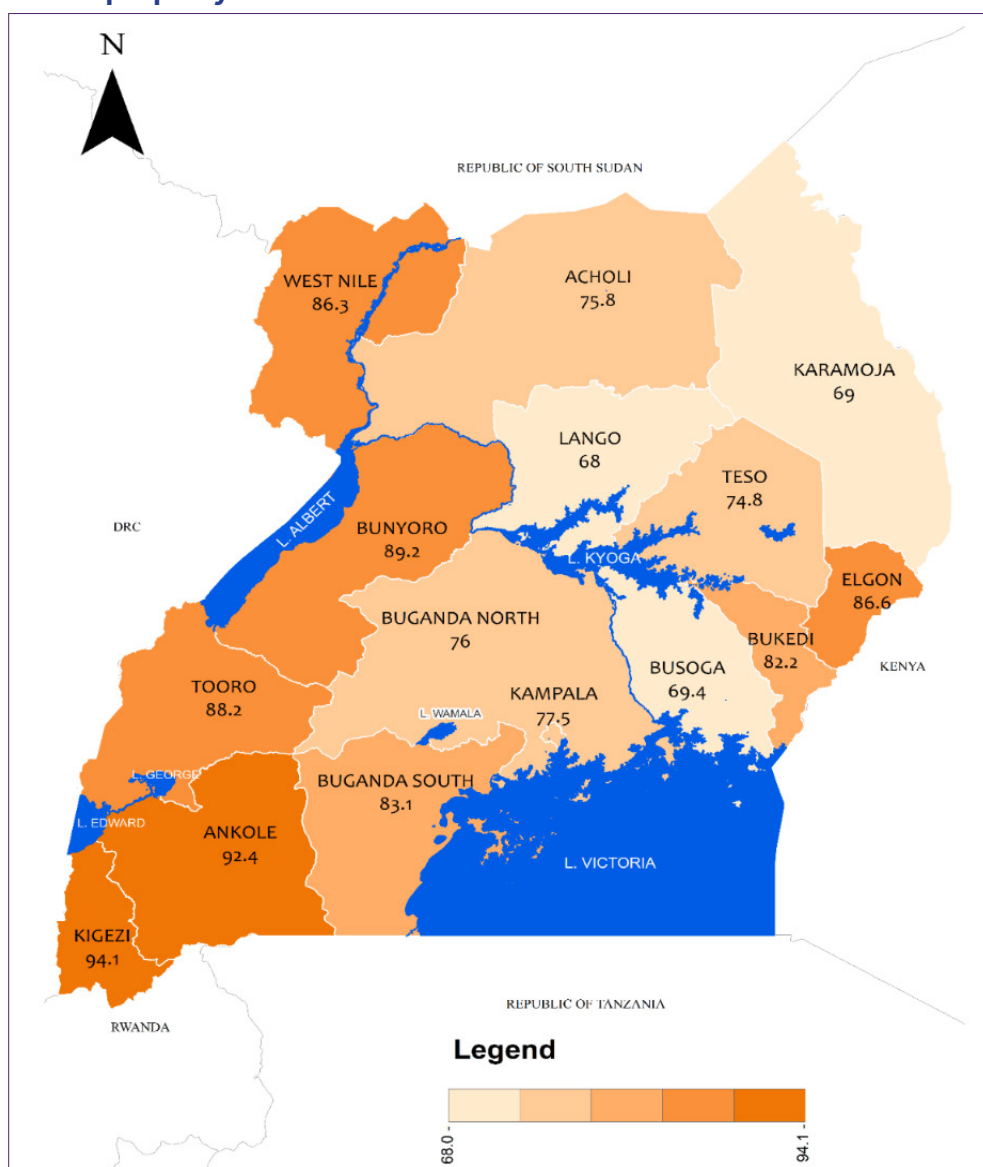 N
REPUBLIC OF SOUTH SUDAN
WEST NILE
86.3
ACHOLI
75.8
KARAMOJA
69
LANGO
68
TESO
74.8
L. ALBERT
DRC
BUNYORO
89.2
L. KYOGA
ELGON
86.6
BUGANDA NORTH
76
BUKEDI
82.2
BUSOGA
69.4
KENYA
TOORO
88.2
KAMPALA
77.5
L. WAMALA
L. GEORGE
BUGANDA SOUTH
83.1
L. EDWARD
ANKOLE
92.4
L. VICTORIA
KIGEZI
94.1
REPUBLIC OF TANZANIA
RWANDA
Legend
68.0 -
94.1 -